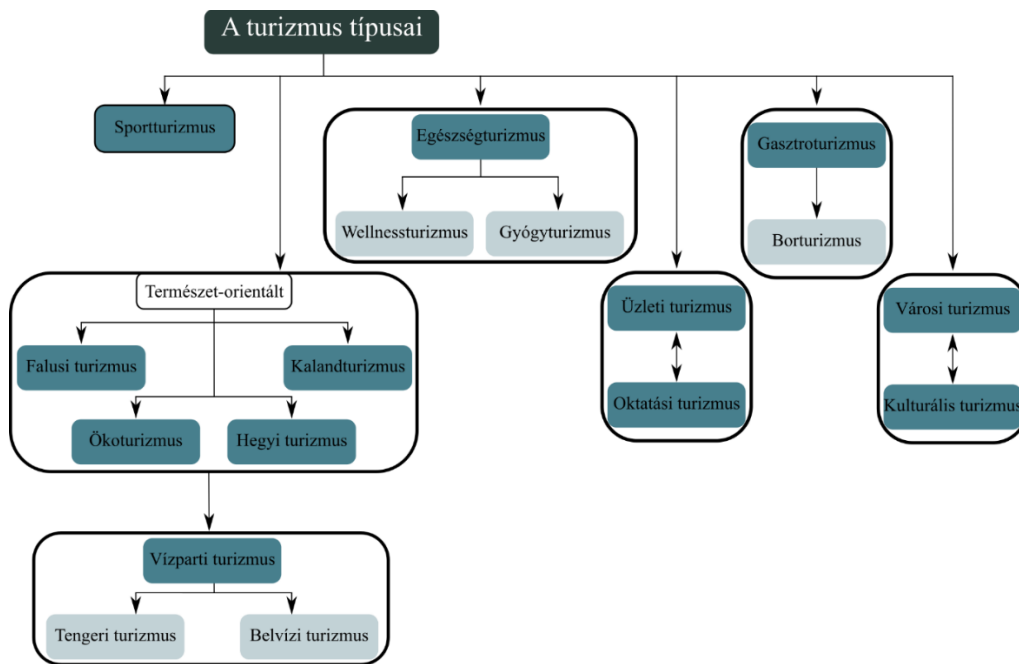 A turizmus típusai
Sportturizmus
Egészségturizmus
Gasztroturizmus
Wellnessturizmus
Gyógyturizmus
Borturizmus
Természet-orientált
Üzleti turizmus
Városi turizmus
Falusi turizmus
Kalandturizmus
Oktatási turizmus
Kulturális turizmus
Ökoturizmus
Hegyi turizmus
Vízparti turizmus
Tengeri turizmus
Belvízi turizmus